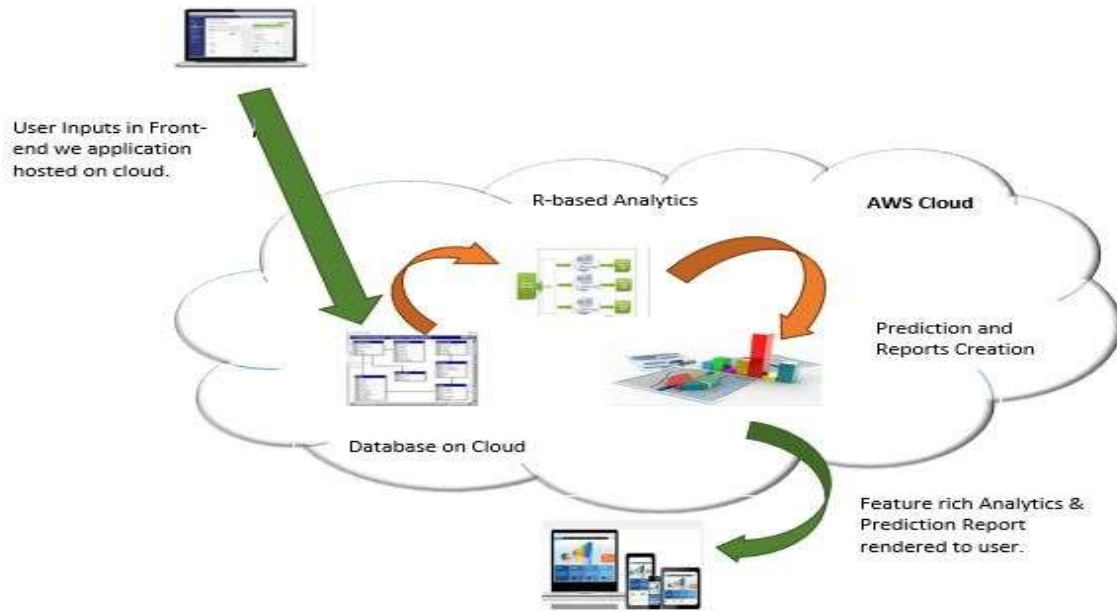 User Inputs in Front-
end we application
hosted on cloud.
R-based Analytics
AWS Cloud
Prediction and
Reports Creation
Database on Cloud
Feature rich Analytics &
Prediction Report
rendered to user.